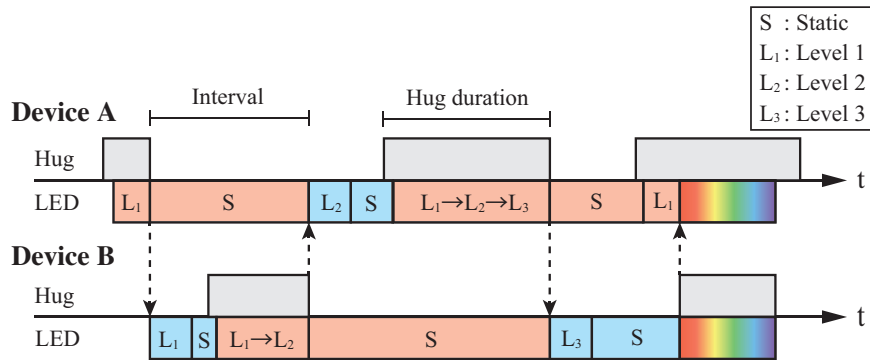 S : Static
L₁ : Level 1
L₂ : Level 2
L₃ : Level 3
Interval
Hug duration
Device A
Hug
t
LED
L₁
S
L₂
S
L₁→L₂→L₃
S
L₁
Device B
Hug
t
LED
L₁
S
L₁→L₂
S
L₃
S